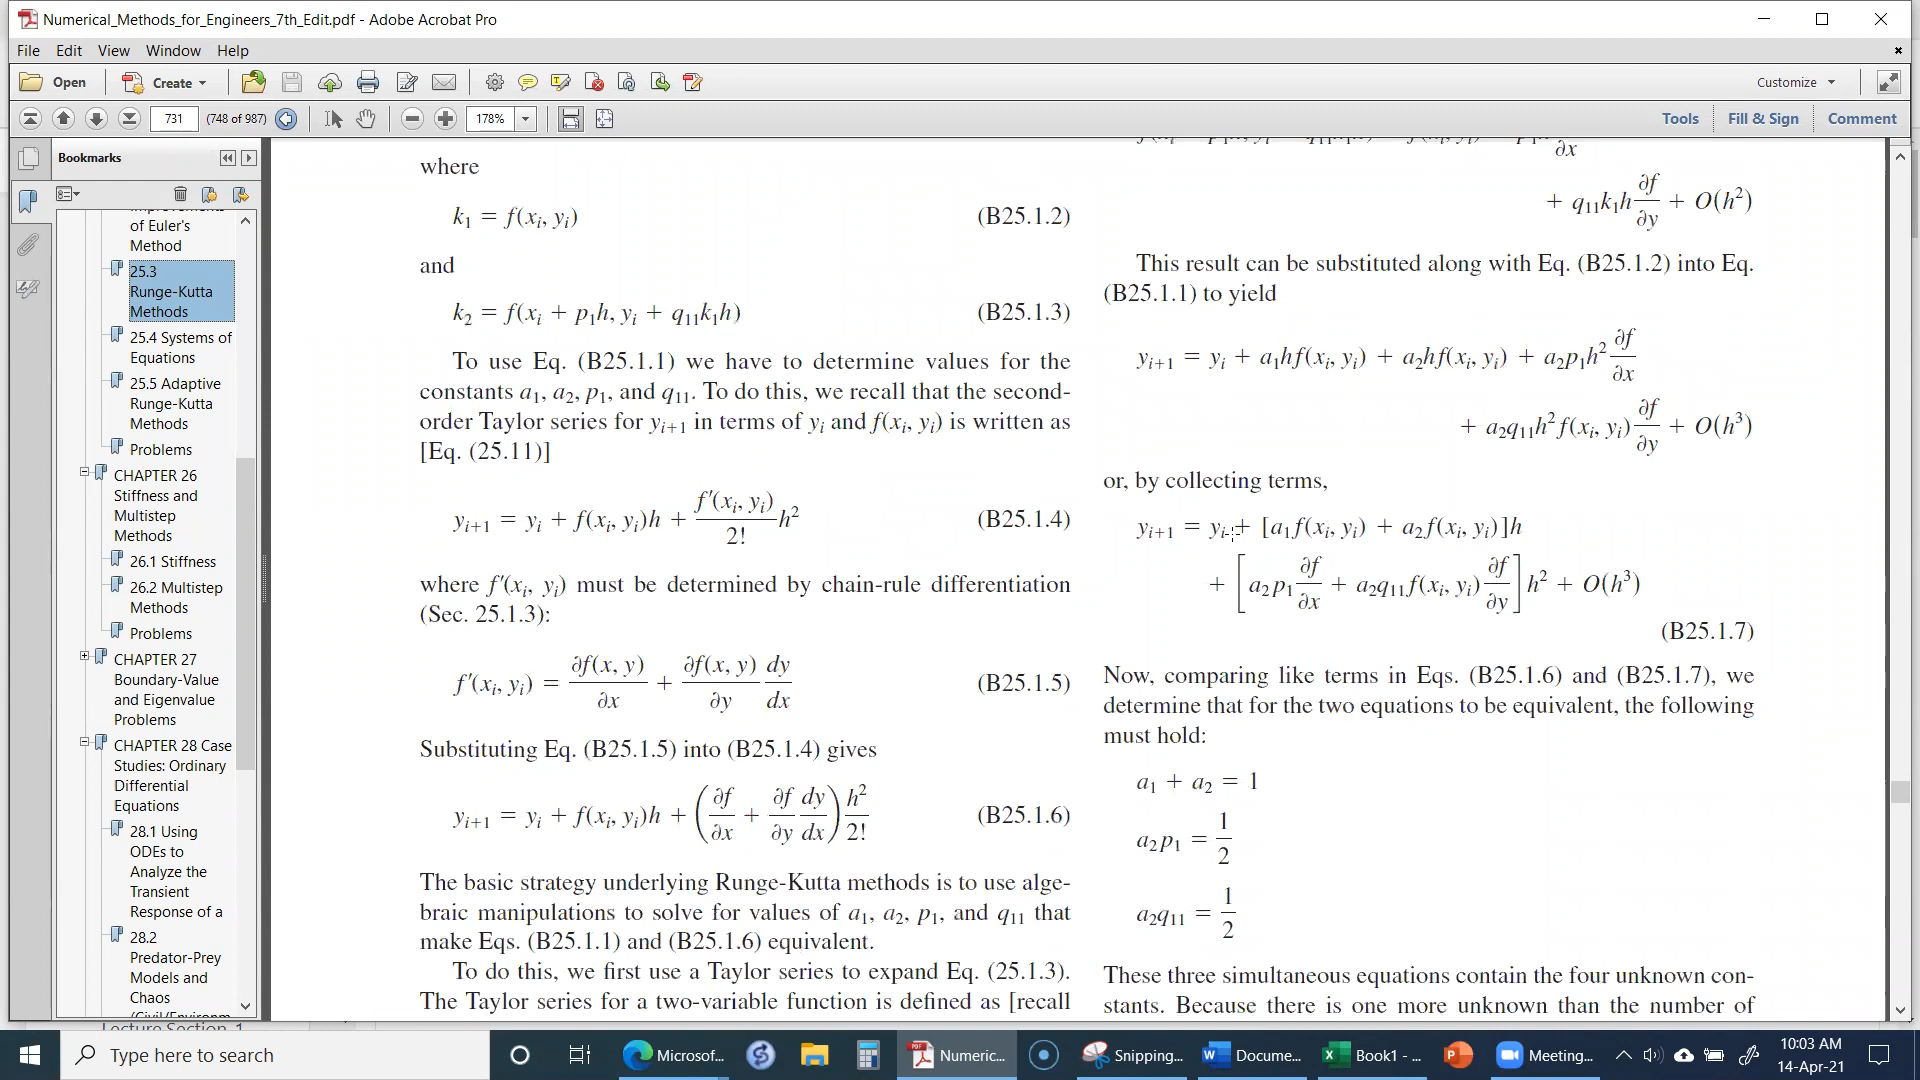 Numerical_Methods_for_Engineers_7th_Edit.pdf - Adobe Acrobat Pro
File Edit View Window Help
Open Create Customize
731 (748 of 987) 178% Tools Fill & Sign Comment
Bookmarks
of Euler's
Method
25.3
Runge-Kutta
Methods
25.4 Systems of
Equations
25.5 Adaptive
Runge-Kutta
Methods
Problems
CHAPTER 26
Stiffness and
Multistep
Methods
26.1 Stiffness
26.2 Multistep
Methods
Problems
CHAPTER 27
Boundary-Value
and Eigenvalue
Problems
CHAPTER 28 Case
Studies: Ordinary
Differential
Equations
28.1 Using
ODEs to
Analyze the
Transient
Response of a
28.2
Predator-Prey
Models and
Chaos
(Civil/Environm
Lecture Section 1
where
k₁ = f(xᵢ, yᵢ) (B25.1.2)
and
k₂ = f(xᵢ + p₁h, yᵢ + q₁₁k₁h) (B25.1.3)
To use Eq. (B25.1.1) we have to determine values for the
constants a₁, a₂, p₁, and q₁₁. To do this, we recall that the second-
order Taylor series for yᵢ₊₁ in terms of yᵢ and f(xᵢ, yᵢ) is written as
[Eq. (25.11)]
yᵢ₊₁ = yᵢ + f(xᵢ, yᵢ)h + f′(xᵢ, yᵢ)/2! h² (B25.1.4)
where f′(xᵢ, yᵢ) must be determined by chain-rule differentiation
(Sec. 25.1.3):
f′(xᵢ, yᵢ) = ∂f(x, y)/∂x + ∂f(x, y)/∂y dy/dx (B25.1.5)
Substituting Eq. (B25.1.5) into (B25.1.4) gives
yᵢ₊₁ = yᵢ + f(xᵢ, yᵢ)h + (∂f/∂x + ∂f/∂y dy/dx) h²/2! (B25.1.6)
The basic strategy underlying Runge-Kutta methods is to use alge-
braic manipulations to solve for values of a₁, a₂, p₁, and q₁₁ that
make Eqs. (B25.1.1) and (B25.1.6) equivalent.
To do this, we first use a Taylor series to expand Eq. (25.1.3).
The Taylor series for a two-variable function is defined as [recall
∂x
+ q₁₁k₁h ∂f/∂y + O(h²)
This result can be substituted along with Eq. (B25.1.2) into Eq.
(B25.1.1) to yield
yᵢ₊₁ = yᵢ + a₁hf(xᵢ, yᵢ) + a₂hf(xᵢ, yᵢ) + a₂p₁h² ∂f/∂x
+ a₂q₁₁h²f(xᵢ, yᵢ) ∂f/∂y + O(h³)
or, by collecting terms,
yᵢ₊₁ = yᵢ + [a₁f(xᵢ, yᵢ) + a₂f(xᵢ, yᵢ)]h
+ [a₂p₁ ∂f/∂x + a₂q₁₁f(xᵢ, yᵢ) ∂f/∂y] h² + O(h³)
(B25.1.7)
Now, comparing like terms in Eqs. (B25.1.6) and (B25.1.7), we
determine that for the two equations to be equivalent, the following
must hold:
a₁ + a₂ = 1
a₂p₁ = 1/2
a₂q₁₁ = 1/2
These three simultaneous equations contain the four unknown con-
stants. Because there is one more unknown than the number of
Type here to search
Microsof...
Numeric...
Snipping...
Docume...
Book1 - ...
Meeting...
10:03 AM
14-Apr-21